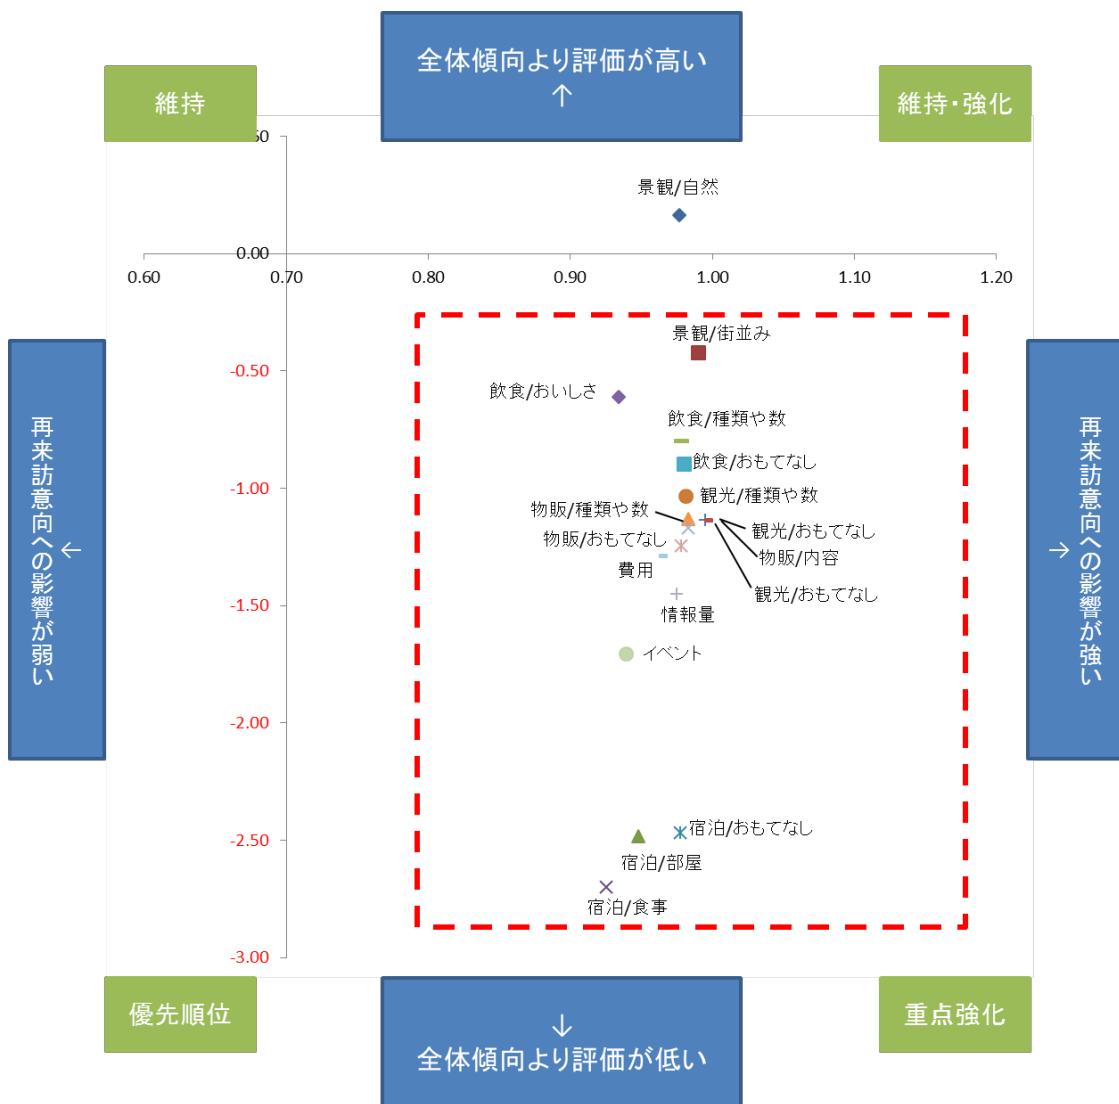 全体傾向より評価が高い
↑
維持
維持・強化
景観/自然
0.00
0.60
0.70
0.80
0.90
1.00
1.10
1.20
景観/街並み
-0.50
飲食/おいしさ
飲食/種類や数
飲食/おもてなし
-1.00
観光/種類や数
物販/種類や数
観光/おもてなし
物販/おもてなし
物販/内容
費用
観光/おもてなし
-1.50
情報量
イベント
-2.00
-2.50
宿泊/おもてなし
宿泊/部屋
宿泊/食事
-3.00
再来訪意向への影響が弱い
←
→
再来訪意向への影響が強い
優先順位
重点強化
↓
全体傾向より評価が低い